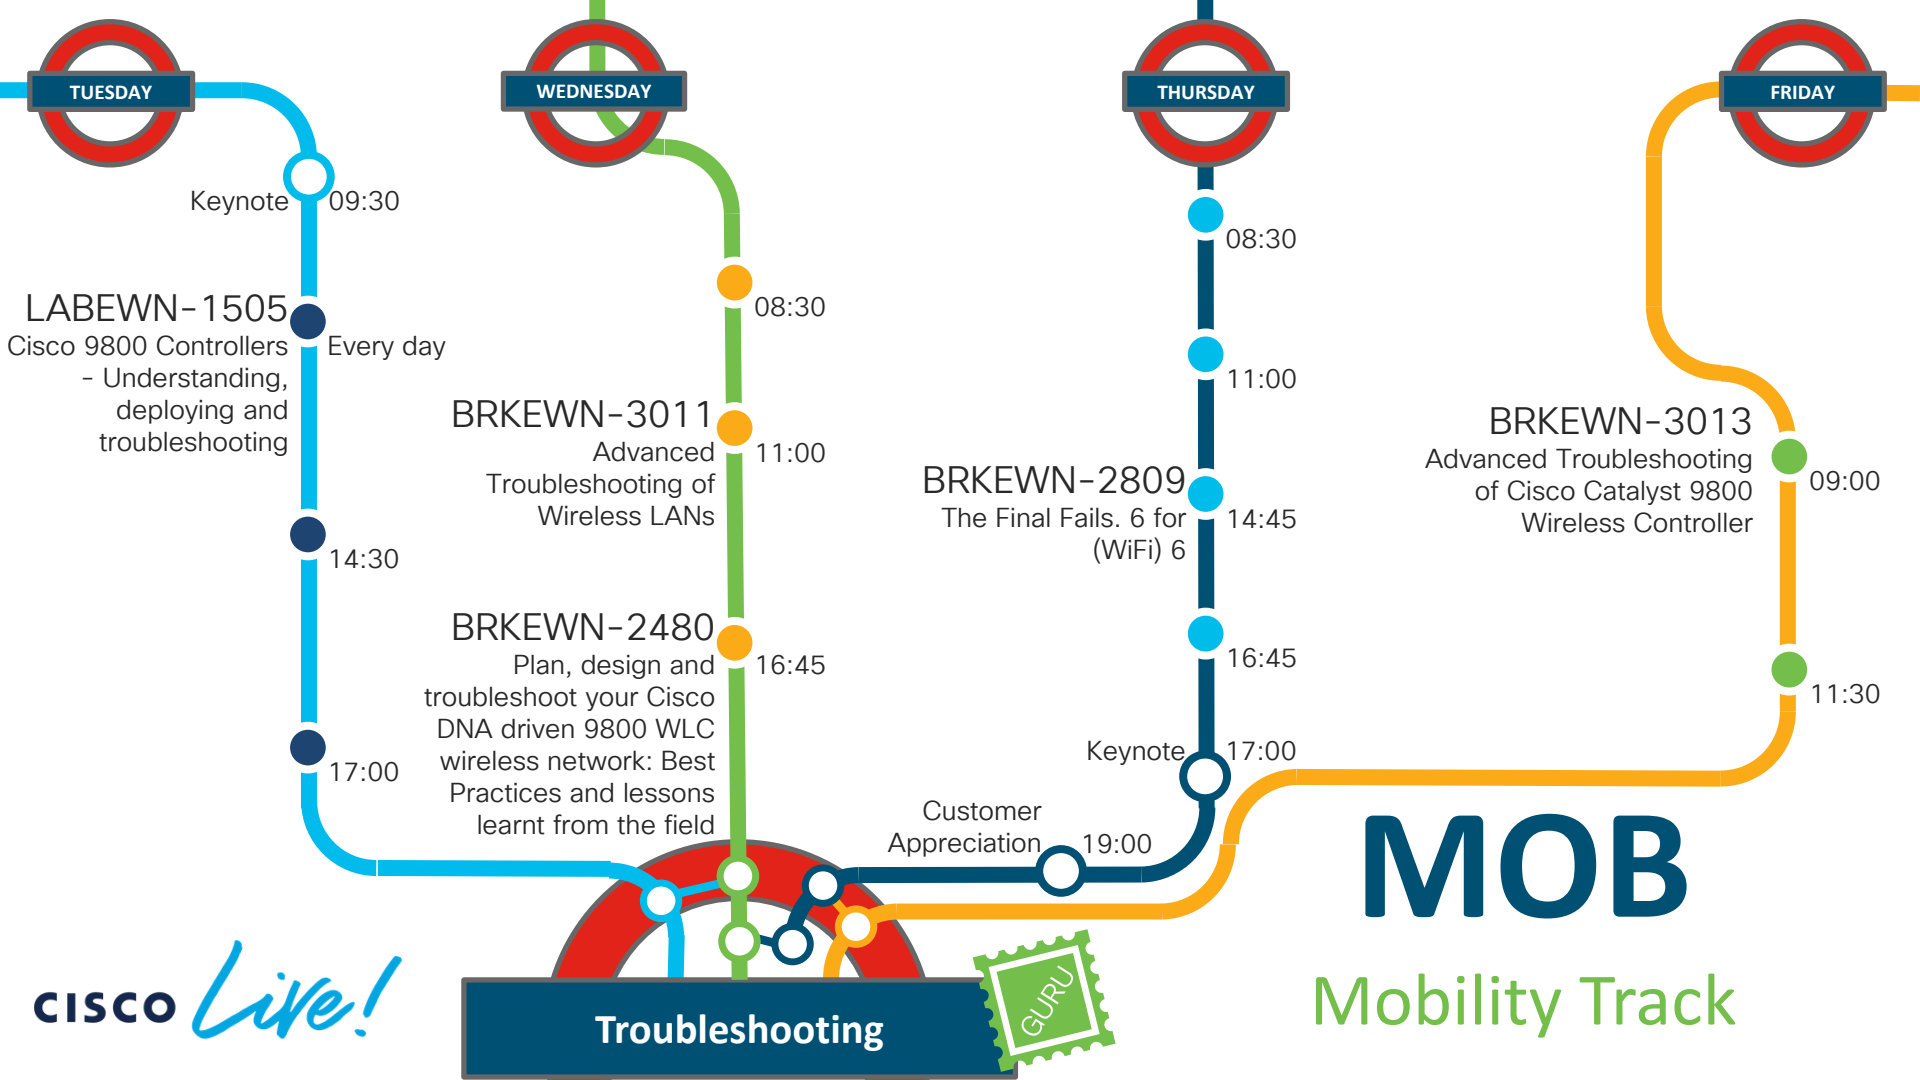 TUESDAY
Keynote
09:30
LABEWN-1505
Cisco 9800 Controllers
- Understanding,
deploying and
troubleshooting
Every day
14:30
17:00
WEDNESDAY
08:30
BRKEWN-3011
Advanced
Troubleshooting of
Wireless LANs
11:00
BRKEWN-2480
Plan, design and
troubleshoot your Cisco
DNA driven 9800 WLC
wireless network: Best
Practices and lessons
learnt from the field
16:45
THURSDAY
08:30
11:00
BRKEWN-2809
The Final Fails. 6 for
(WiFi) 6
14:45
16:45
Keynote
17:00
Customer
Appreciation
19:00
FRIDAY
BRKEWN-3013
Advanced Troubleshooting
of Cisco Catalyst 9800
Wireless Controller
09:00
11:30
MOB
Mobility Track
CISCO Live!
Troubleshooting
GURU